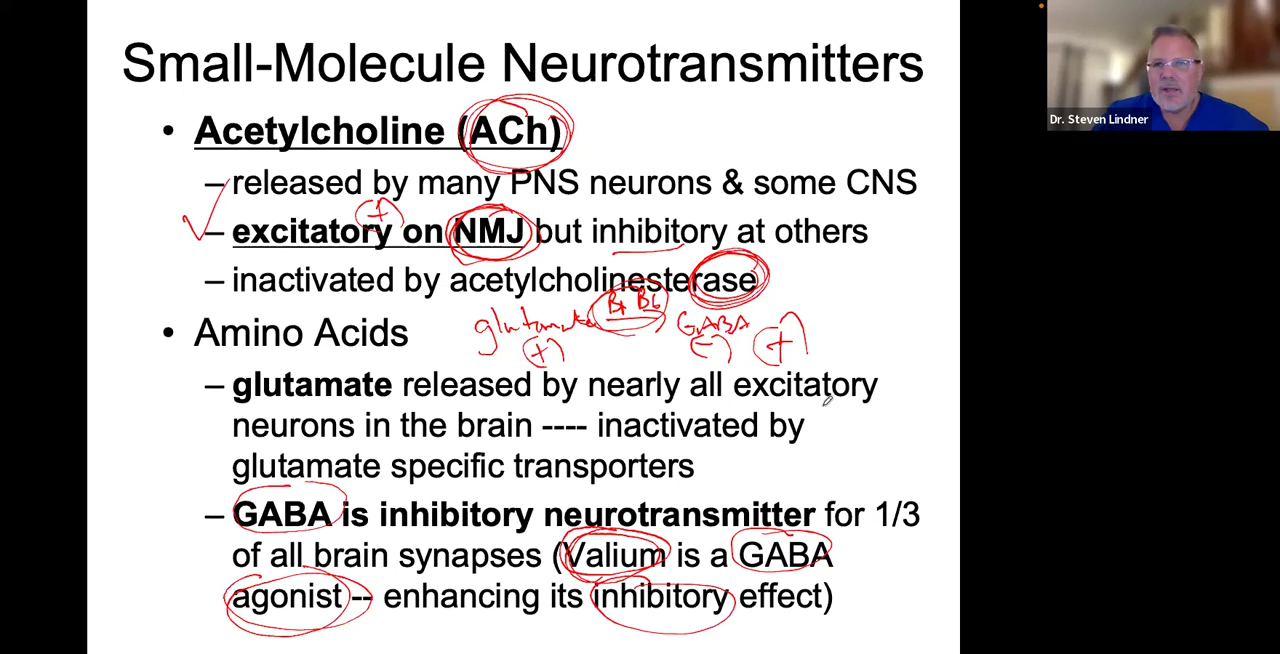 Small-Molecule Neurotransmitters
• Acetylcholine (ACh)
– released by many PNS neurons & some CNS
(+)
– excitatory on NMJ but inhibitory at others
– inactivated by acetylcholinesterase
glutamate B6 GABA
(+) (-) (+)
• Amino Acids
– glutamate released by nearly all excitatory
neurons in the brain ---- inactivated by
glutamate specific transporters
– GABA is inhibitory neurotransmitter for 1/3
of all brain synapses (Valium is a GABA
agonist -- enhancing its inhibitory effect)
Dr. Steven Lindner